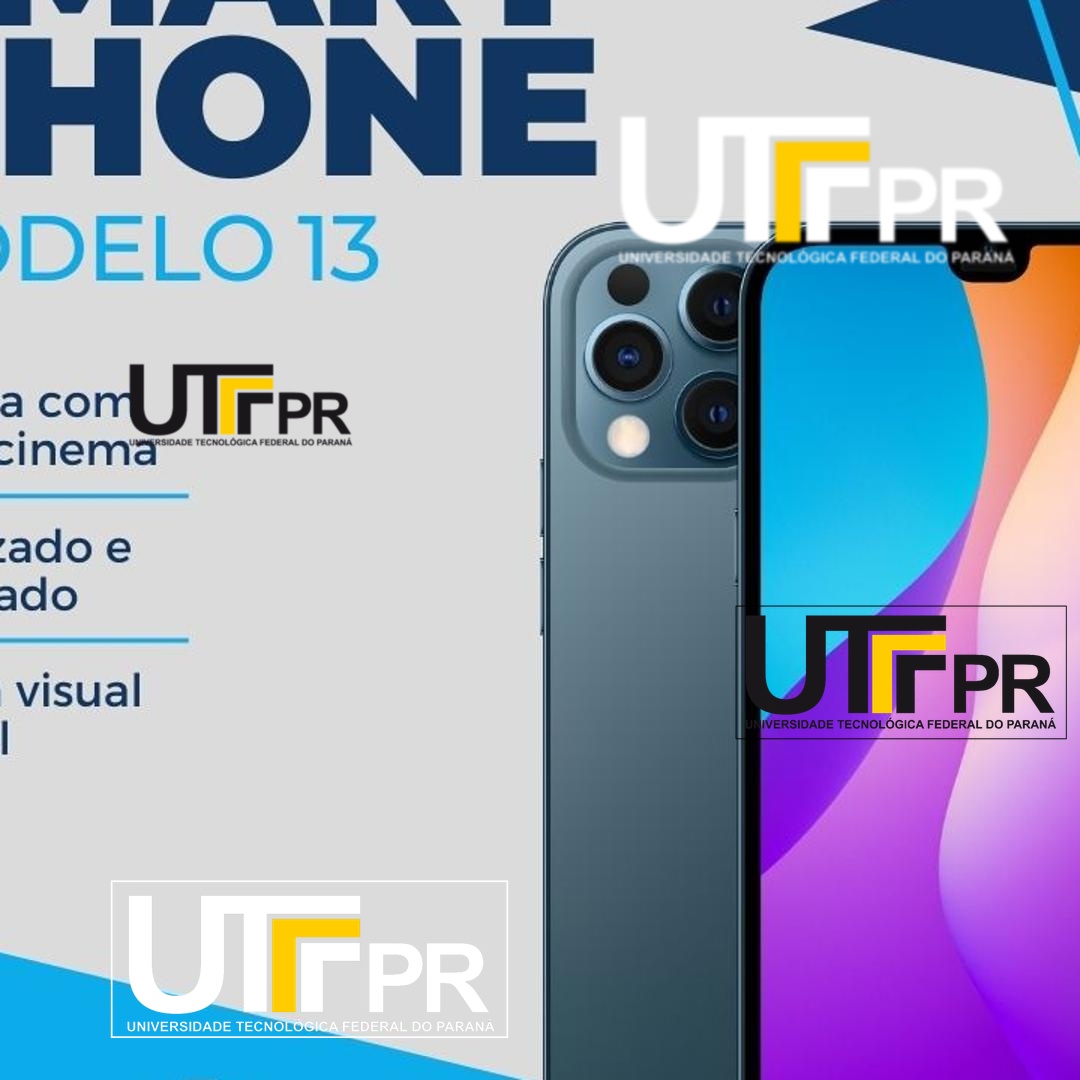 MART
HONE
ODELO 13
a com
cinema
zado e
ado
visual
l
UTFPR
UNIVERSIDADE TECNOLÓGICA FEDERAL DO PARANÁ
UTFPR
UNIVERSIDADE TECNOLÓGICA FEDERAL DO PARANÁ
UTFPR
UNIVERSIDADE TECNOLÓGICA FEDERAL DO PARANÁ
UTFPR
UNIVERSIDADE TECNOLÓGICA FEDERAL DO PARANÁ